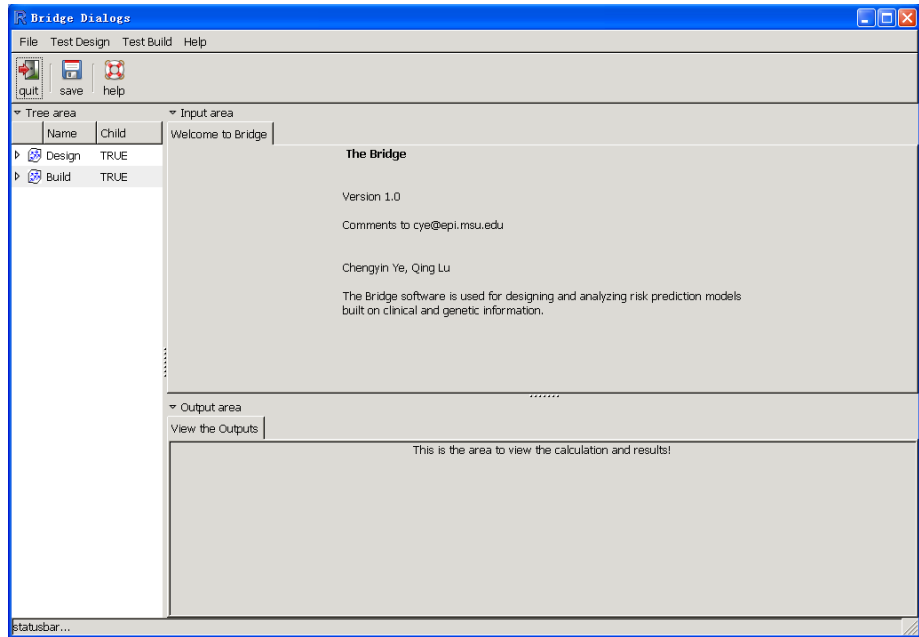 Bridge Dialogs
File Test Design Test Build Help
quit save help
Tree area
Name Child
Design TRUE
Build TRUE
Input area
Welcome to Bridge
The Bridge
Version 1.0
Comments to cye@epi.msu.edu
Chengyin Ye, Qing Lu
The Bridge software is used for designing and analyzing risk prediction models
built on clinical and genetic information.
Output area
View the Outputs
This is the area to view the calculation and results!
statusbar...